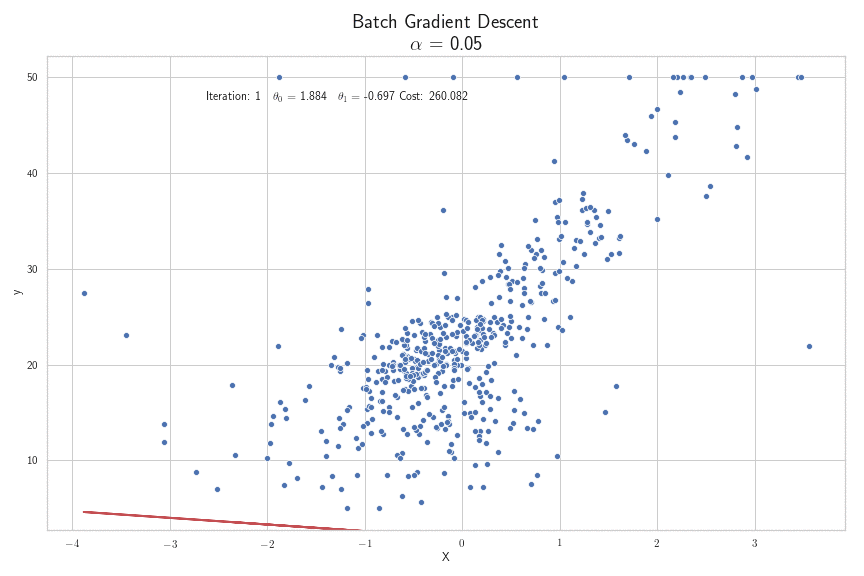 Batch Gradient Descent
α = 0.05
Iteration: 1 θ₀ = 1.884 θ₁ = -0.697 Cost: 260.082
50
40
30
20
10
y
−4 −3 −2 −1 0 1 2 3
X